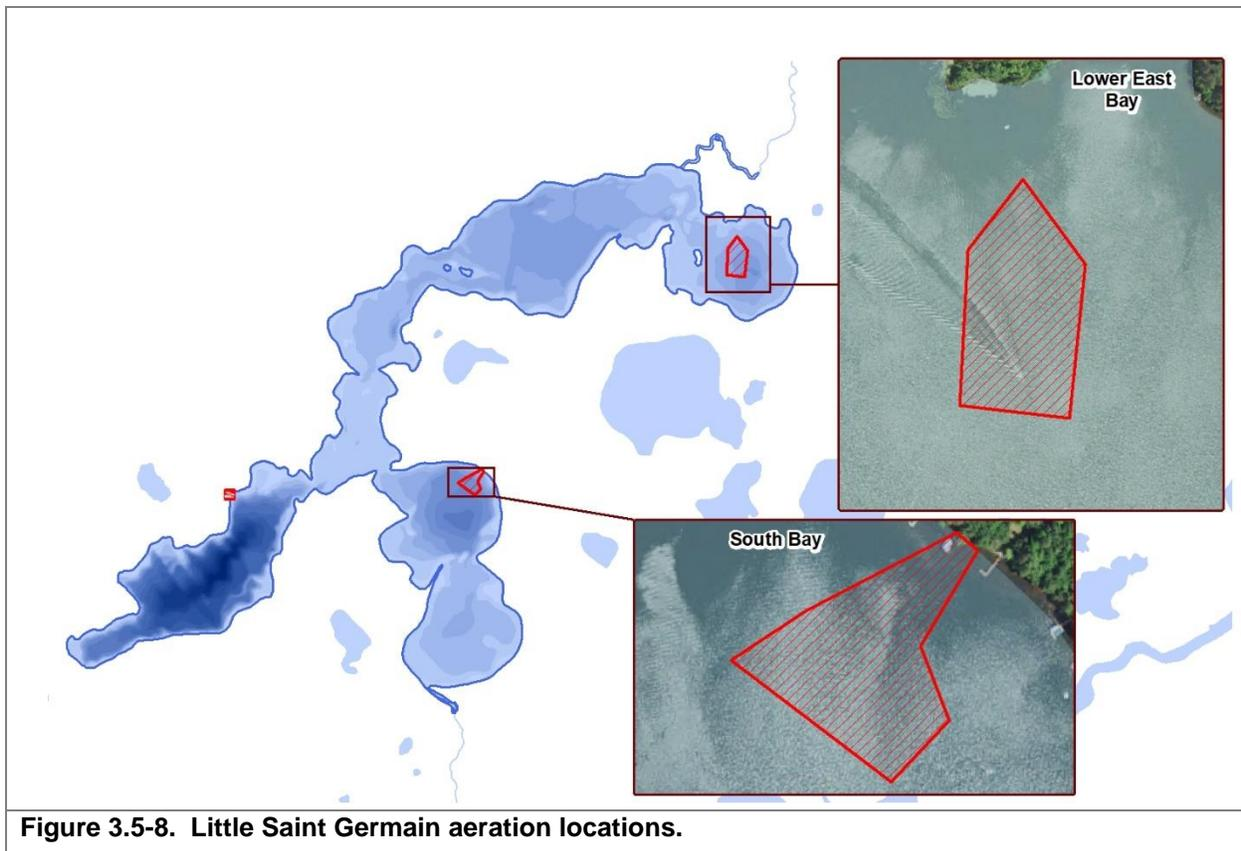 Lower East
Bay
South Bay
Figure 3.5-8. Little Saint Germain aeration locations.